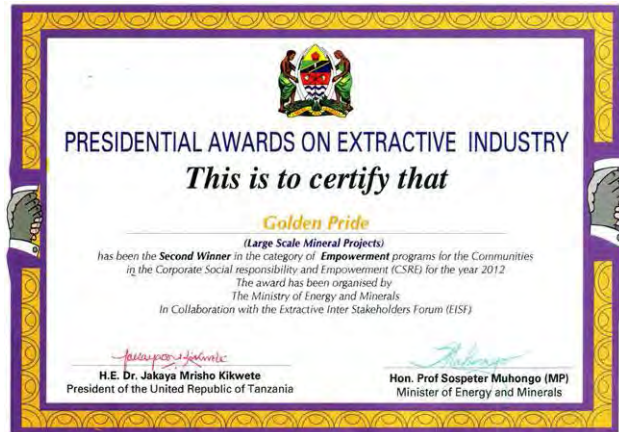 PRESIDENTIAL AWARDS ON EXTRACTIVE INDUSTRY
This is to certify that
Golden Pride
(Large Scale Mineral Projects)
has been the Second Winner in the category of Empowerment programs for the Communities
in the Corporate Social responsibility and Empowerment (CSRE) for the year 2012
The award has been organised by
The Ministry of Energy and Minerals
In Collaboration with the Extractive Inter Stakeholders Forum (EISF)
H.E. Dr. Jakaya Mrisho Kikwete
President of the United Republic of Tanzania
Hon. Prof Sospeter Muhongo (MP)
Minister of Energy and Minerals